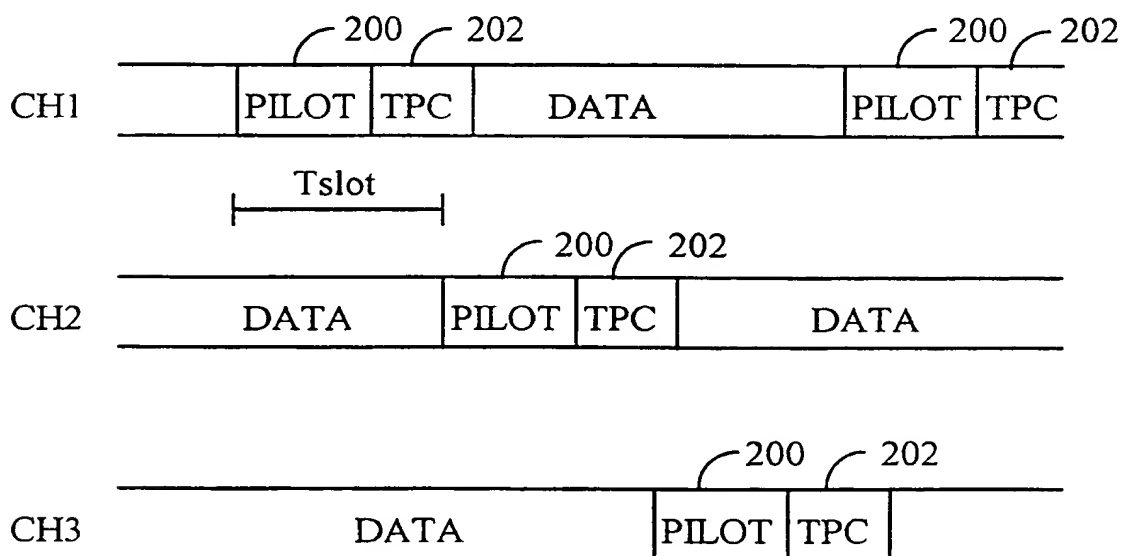 200 202 200 202
CH1 PILOT TPC DATA PILOT TPC
Tslot
200 202
CH2 DATA PILOT TPC DATA
200 202
CH3 DATA PILOT TPC